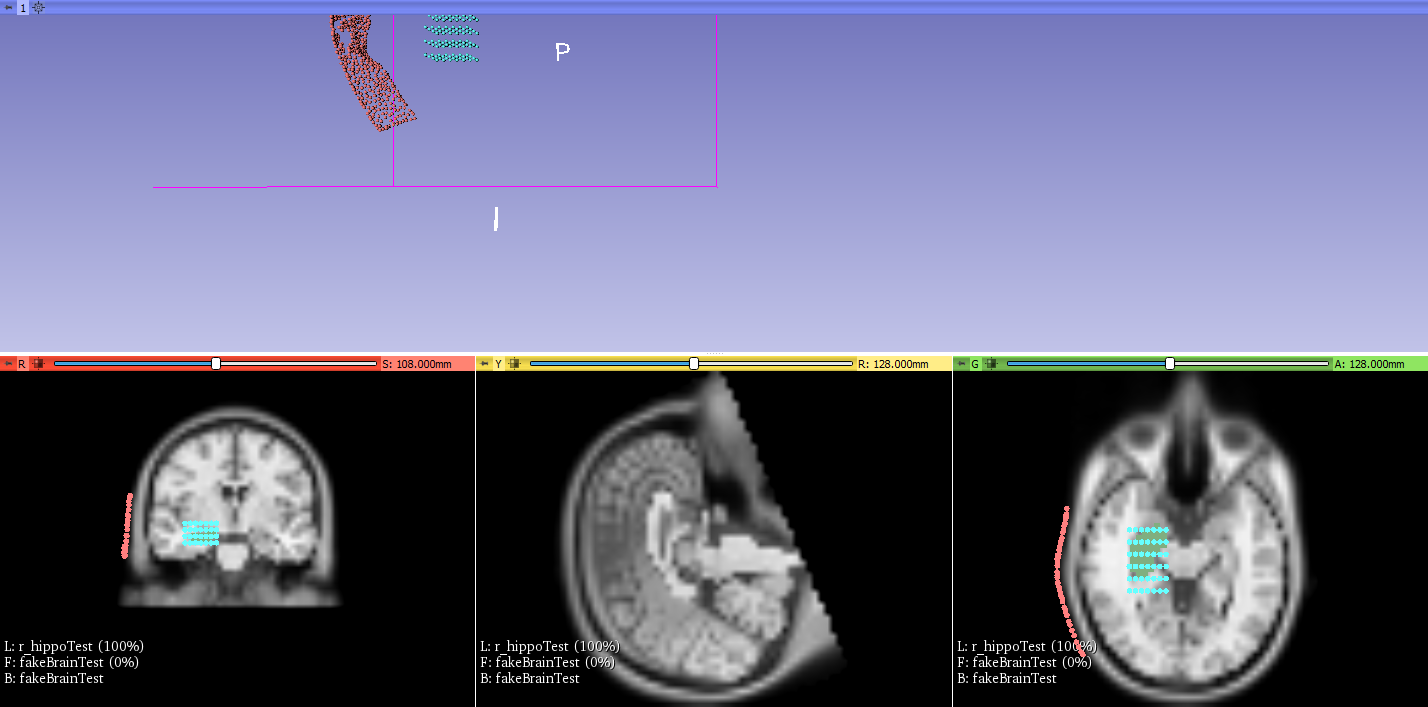 1
P
I
R S: 108.000mm
Y R: 128.000mm
G A: 128.000mm
L: r_hippoTest (100%)
F: fakeBrainTest (0%)
B: fakeBrainTest
L: r_hippoTest (100%)
F: fakeBrainTest (0%)
B: fakeBrainTest
L: r_hippoTest (100%)
F: fakeBrainTest (0%)
B: fakeBrainTest